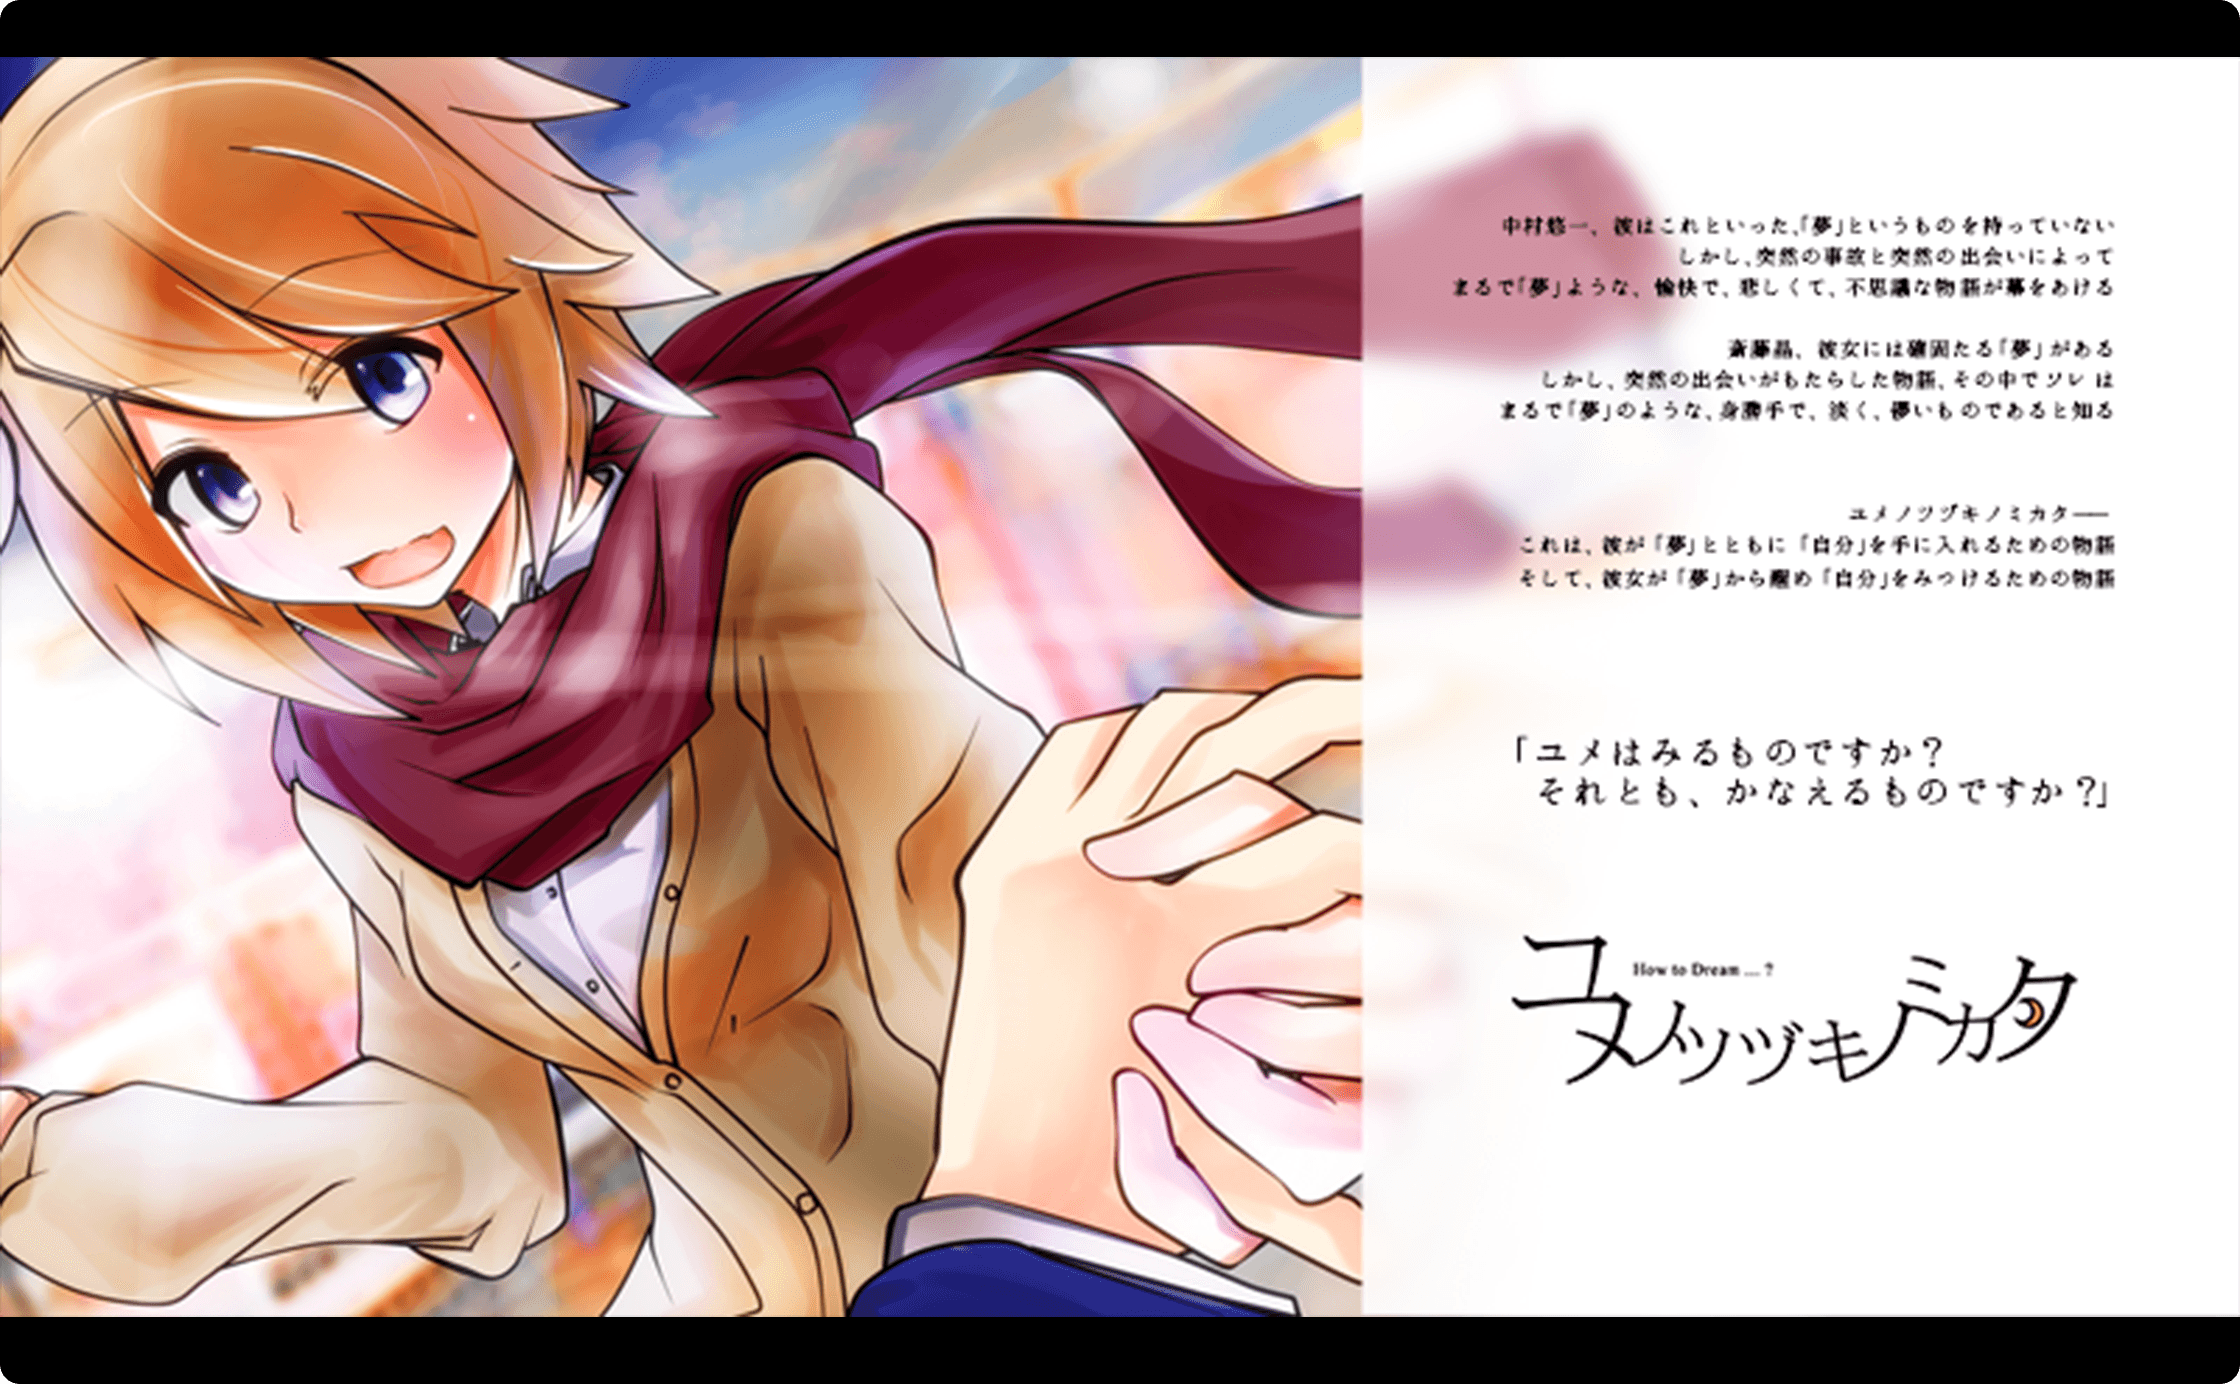 中村悠一、彼はこれといった、「夢」というものを持っていない
しかし、突然の事故と突然の出会いによって
まるで「夢」ような、愉快で、悲しくて、不思議な物語が幕をあける
斎藤晶、彼女には確固たる「夢」がある
しかし、突然の出会いがもたらした物語、その中でソレは
まるで「夢」のような、身勝手で、淡く、儚いものであると知る
ユメノツヅキノミカタ──
これは、彼が「夢」とともに「自分」を手に入れるための物語
そして、彼女が「夢」から醒め「自分」をみつけるための物語
「ユメはみるものですか？
それとも、かなえるものですか？」
How to Dream ... ?
ユメノツヅキノミカタ